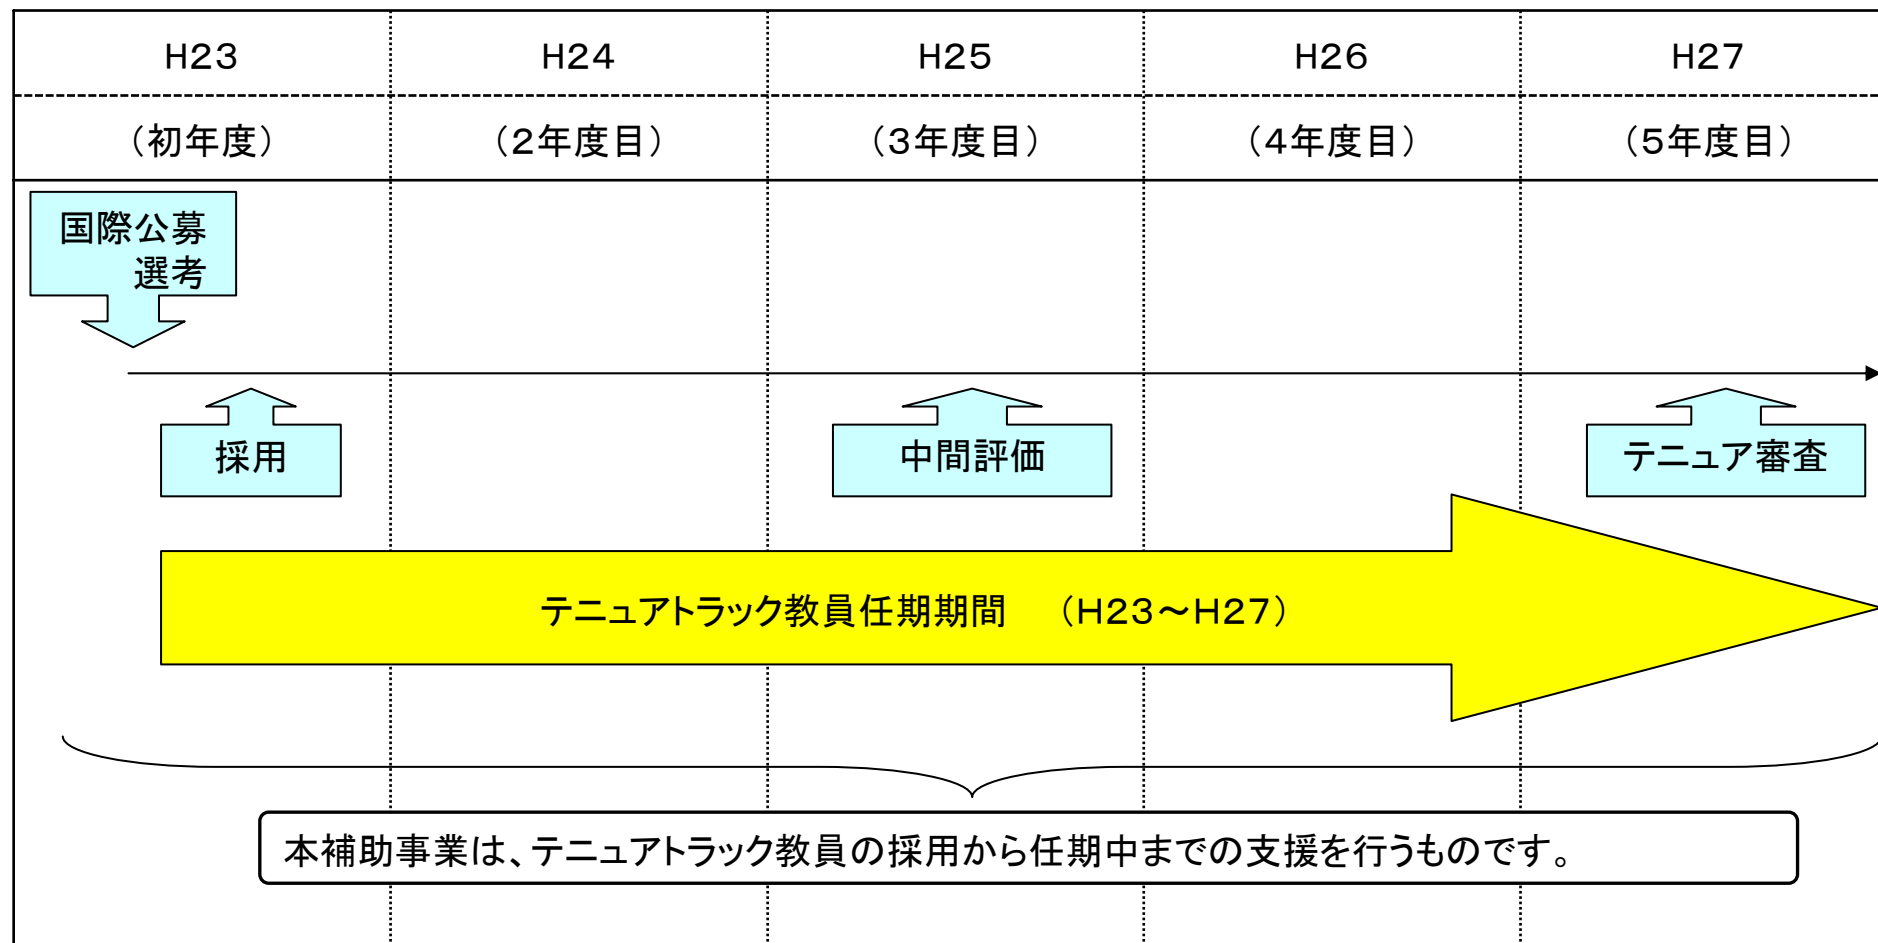 H23 H24 H25 H26 H27
(初年度) (2年度目) (3年度目) (4年度目) (5年度目)
国際公募
選考
採用 中間評価 テニュア審査
テニュアトラック教員任期期間 (H23～H27)
本補助事業は、テニュアトラック教員の採用から任期中までの支援を行うものです。